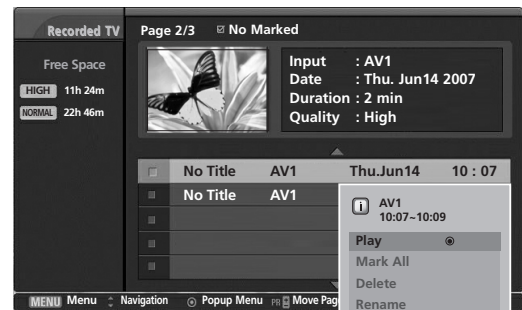 Recorded TV
Page 2/3 No Marked
Free Space
HIGH 11h 24m
NORMAL 22h 46m
Input : AV1
Date : Thu. Jun14 2007
Duration : 2 min
Quality : High
No Title AV1 Thu.Jun14 10 : 07
No Title AV1
i AV1
10:07~10:09
Play
Mark All
Delete
Rename
MENU Menu Navigation Popup Menu PR Move Pag